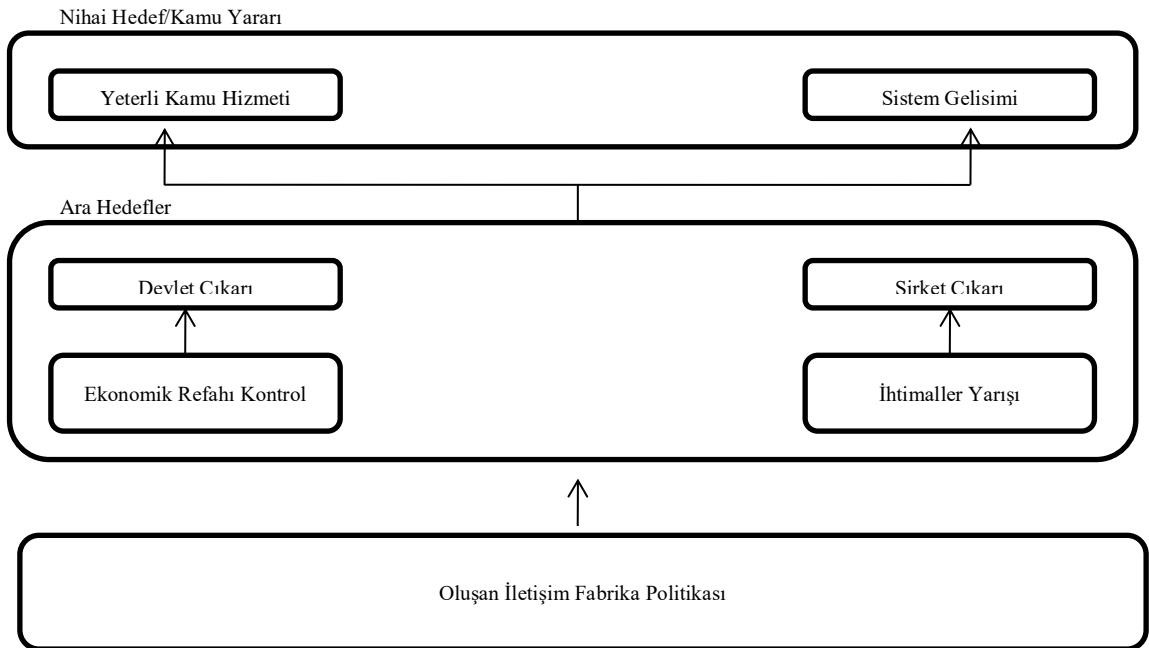 Nihai Hedef/Kamu Yararı
Yeterli Kamu Hizmeti
Sistem Gelisimi
Ara Hedefler
Devlet Cıkarı
Sirket Cıkarı
Ekonomik Refahı Kontrol
İhtimaller Yarışı
Oluşan İletişim Fabrika Politikası